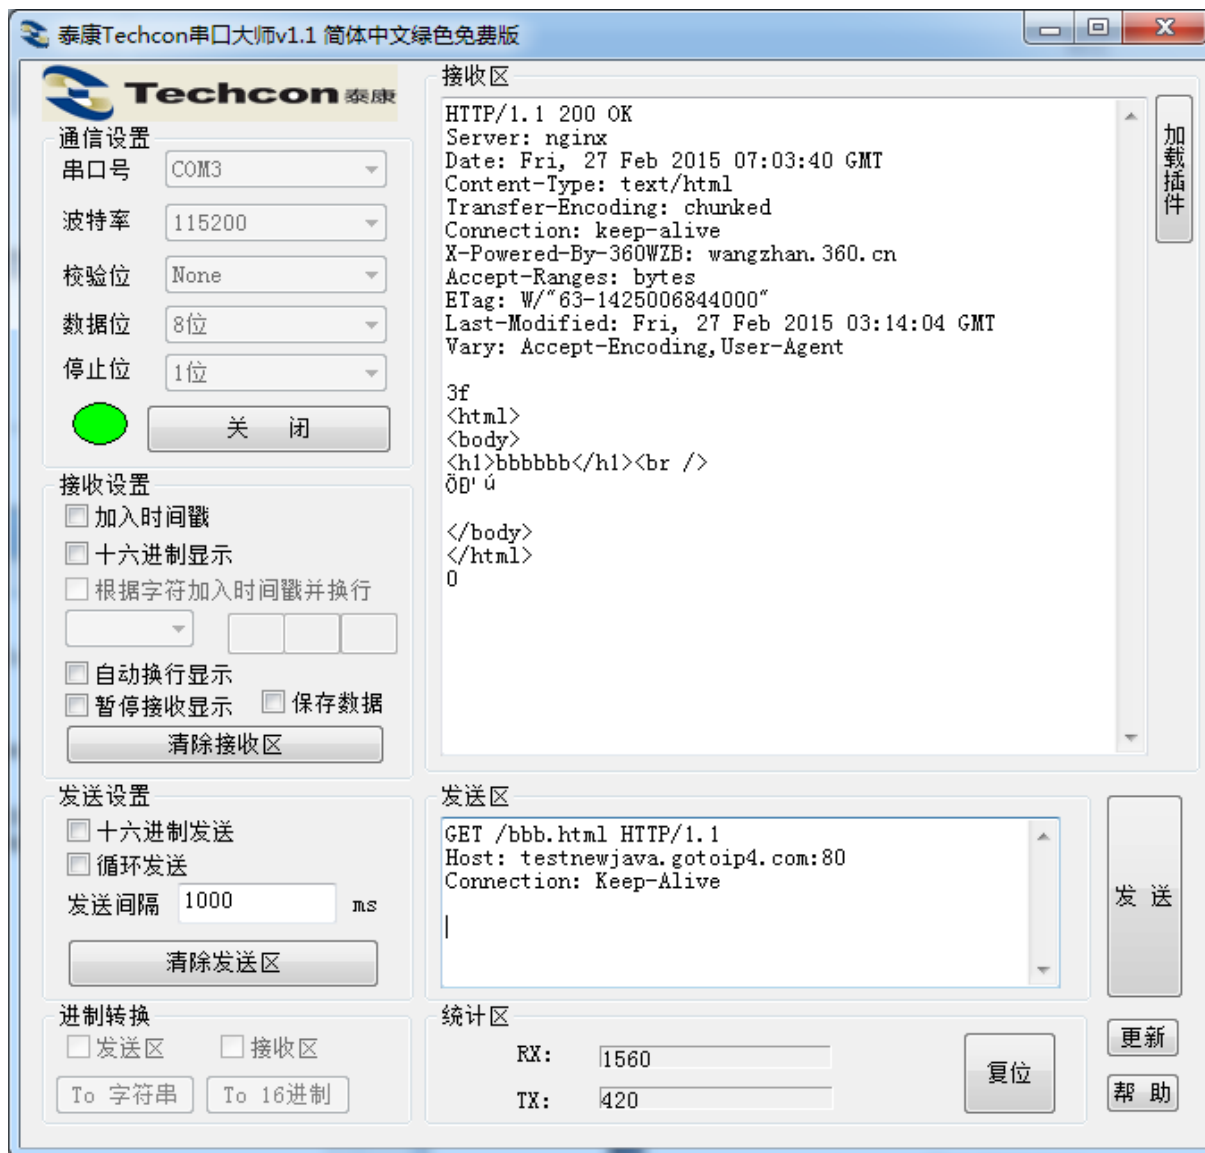 泰康Techcon串口大师v1.1 简体中文绿色免费版
Techcon 泰康
通信设置
串口号 COM3
波特率 115200
校验位 None
数据位 8位
停止位 1位
关 闭
接收设置
加入时间戳
十六进制显示
根据字符加入时间戳并换行
自动换行显示
暂停接收显示 保存数据
清除接收区
发送设置
十六进制发送
循环发送
发送间隔 1000 ms
清除发送区
进制转换
发送区 接收区
To 字符串 To 16进制
接收区
HTTP/1.1 200 OK
Server: nginx
Date: Fri, 27 Feb 2015 07:03:40 GMT
Content-Type: text/html
Transfer-Encoding: chunked
Connection: keep-alive
X-Powered-By-360WZB: wangzhan.360.cn
Accept-Ranges: bytes
ETag: W/"63-1425006844000"
Last-Modified: Fri, 27 Feb 2015 03:14:04 GMT
Vary: Accept-Encoding,User-Agent
3f
<html>
<body>
<h1>bbbbbb</h1><br />
ÖÐ'ú
</body>
</html>
0
加载插件
发送区
GET /bbb.html HTTP/1.1
Host: testnewjava.gotoip4.com:80
Connection: Keep-Alive
发 送
统计区
RX: 1560
TX: 420
复位
更新
帮 助